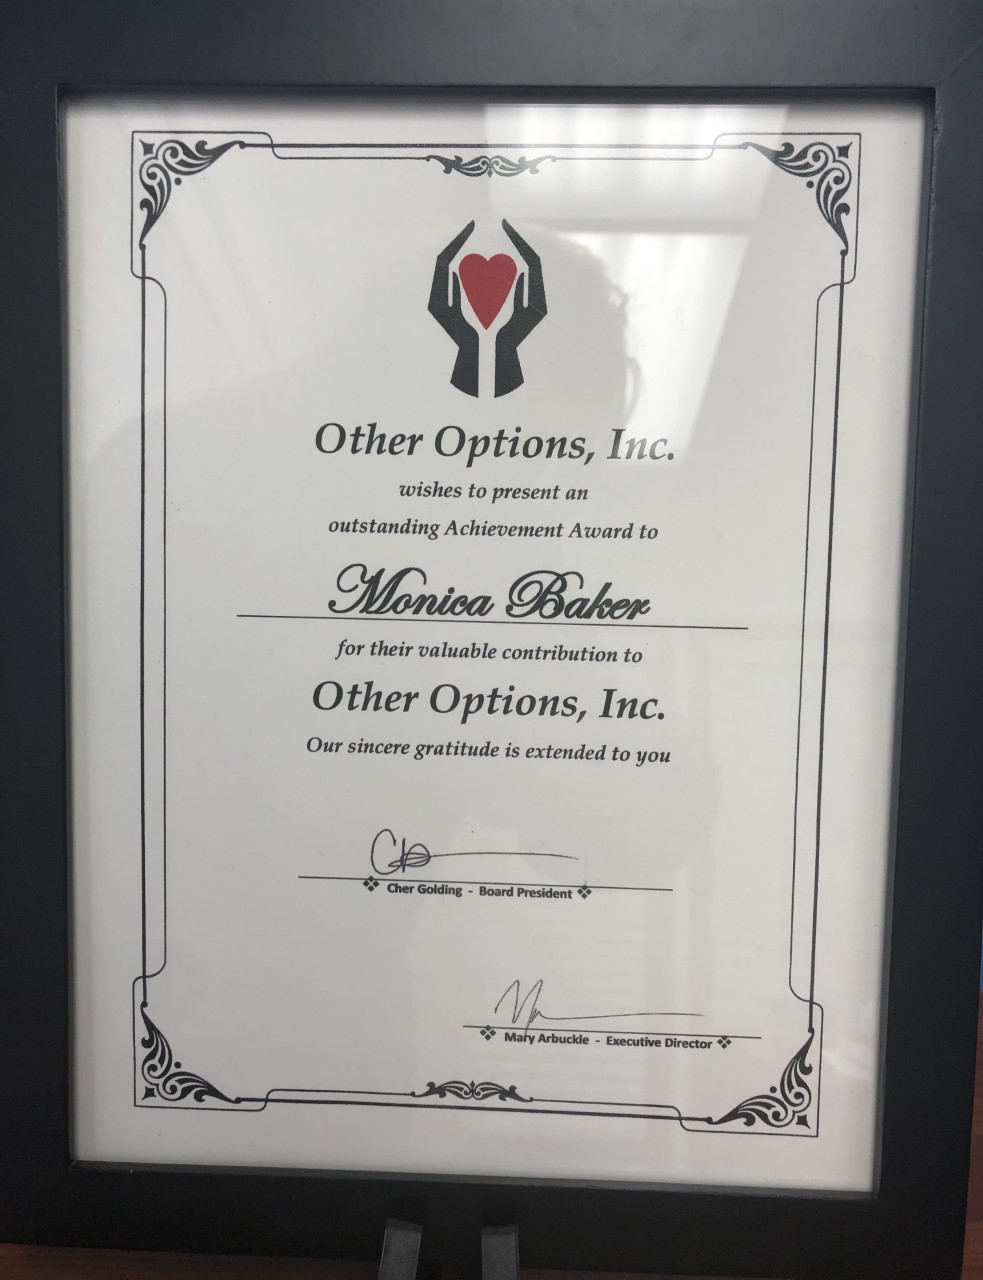 Other Options, Inc.
wishes to present an
outstanding Achievement Award to
Monica Baker
for their valuable contribution to
Other Options, Inc.
Our sincere gratitude is extended to you
Cher Golding - Board President
Mary Arbuckle - Executive Director